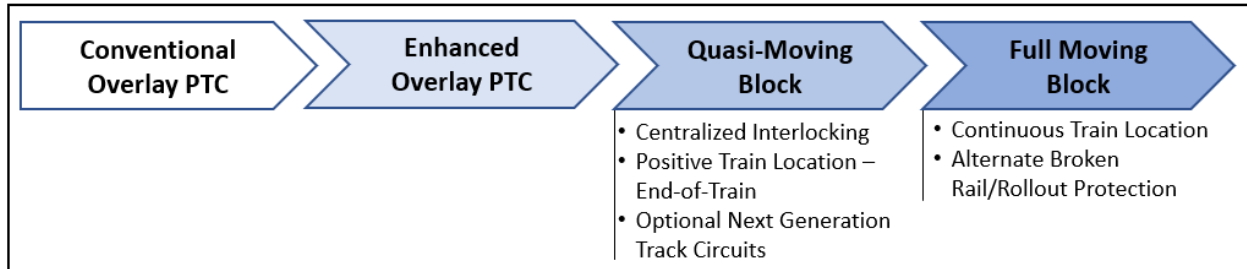 Conventional
Overlay PTC
Enhanced
Overlay PTC
Quasi-Moving
Block
• Centralized Interlocking
• Positive Train Location –
End-of-Train
• Optional Next Generation
Track Circuits
Full Moving
Block
• Continuous Train Location
• Alternate Broken
Rail/Rollout Protection